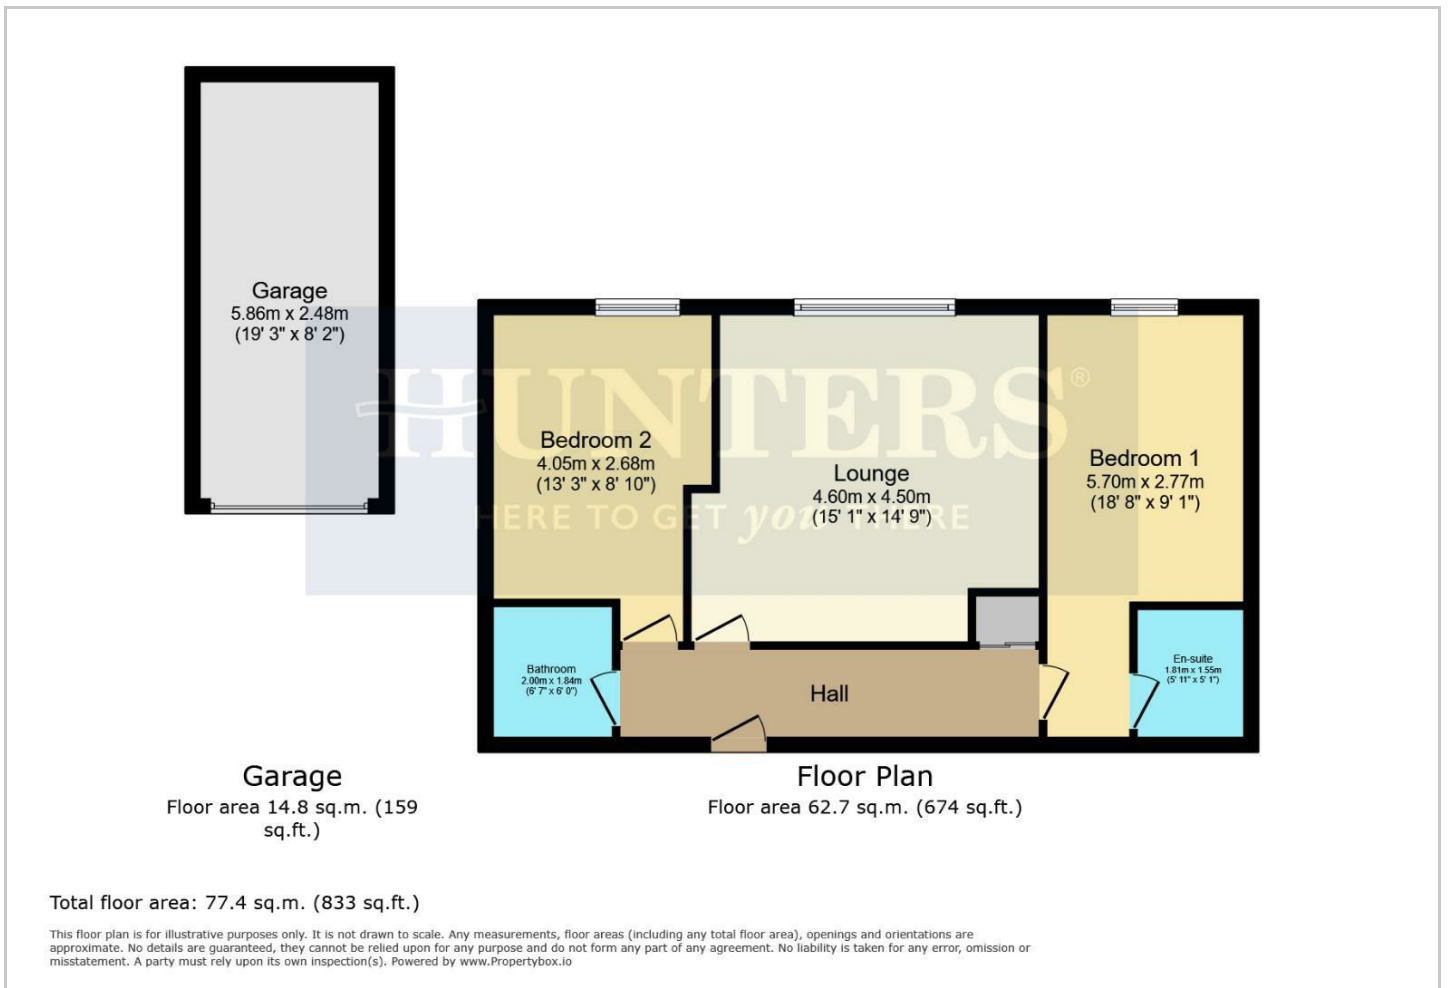 Garage
5.86m x 2.48m
(19' 3" x 8' 2")
HUNTERS®
HERE TO GET you THERE
Bedroom 2
4.05m x 2.68m
(13' 3" x 8' 10")
Lounge
4.60m x 4.50m
(15' 1" x 14' 9")
Bedroom 1
5.70m x 2.77m
(18' 8" x 9' 1")
Bathroom
2.00m x 1.84m
(6' 7" x 6' 0")
Hall
En-suite
1.81m x 1.55m
(5' 11" x 5' 1")
Garage
Floor area 14.8 sq.m. (159
sq.ft.)
Floor Plan
Floor area 62.7 sq.m. (674 sq.ft.)
Total floor area: 77.4 sq.m. (833 sq.ft.)
This floor plan is for illustrative purposes only. It is not drawn to scale. Any measurements, floor areas (including any total floor area), openings and orientations are
approximate. No details are guaranteed, they cannot be relied upon for any purpose and do not form any part of any agreement. No liability is taken for any error, omission or
misstatement. A party must rely upon its own inspection(s). Powered by www.Propertybox.io